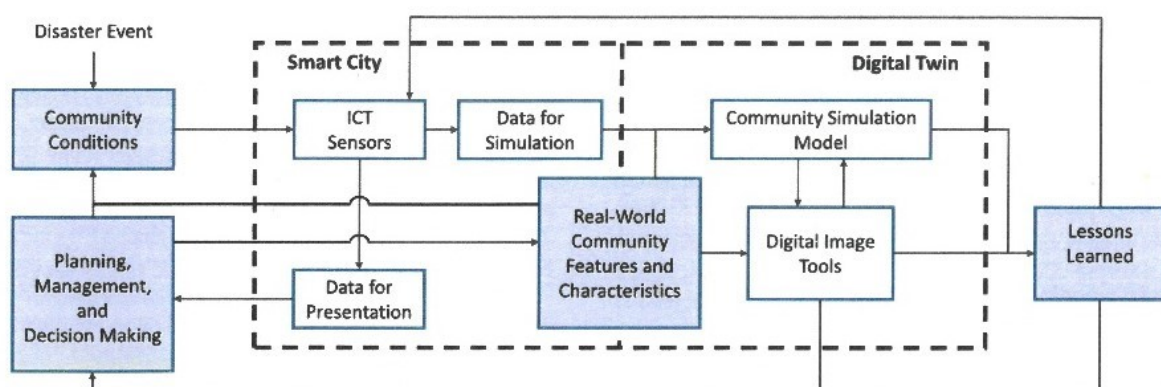 Disaster Event
Smart City
Digital Twin
Community
Conditions
ICT
Sensors
Data for
Simulation
Community Simulation
Model
Planning,
Management,
and
Decision Making
Real-World
Community
Features and
Characteristics
Digital Image
Tools
Lessons
Learned
Data for
Presentation